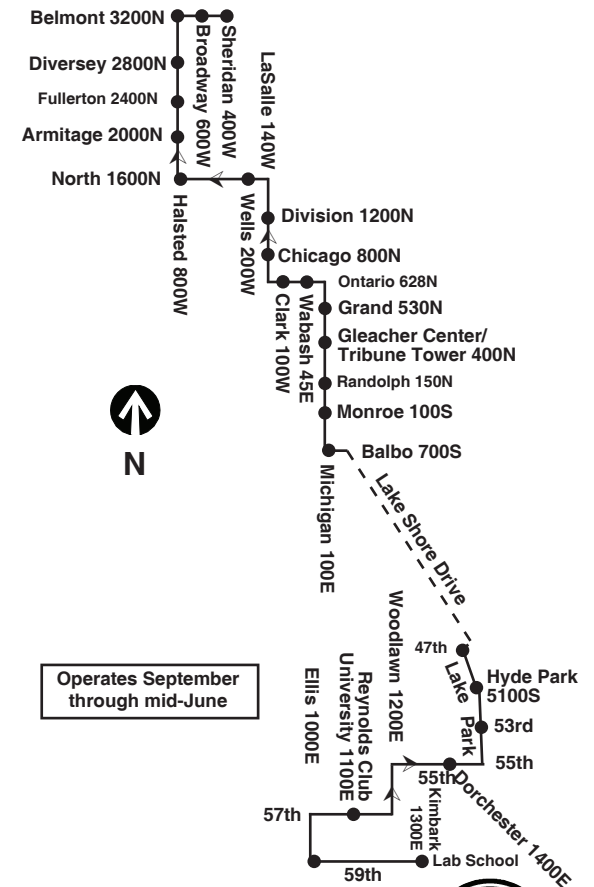 Belmont 3200N
Broadway 600W
Sheridan 400W
Diversey 2800N
LaSalle 140W
Fullerton 2400N
Armitage 2000N
North 1600N
Halsted 800W
Wells 200W
Division 1200N
Chicago 800N
Clark 100W
Wabash 45E
Ontario 628N
Grand 530N
Gleacher Center/
Tribune Tower 400N
Randolph 150N
Monroe 100S
N
Balbo 700S
Michigan 100E
Lake Shore Drive
Operates September
through mid-June
Ellis 1000E
Reynolds Club
University 1100E
Woodlawn 1200E
47th
Lake Park
Hyde Park
5100S
53rd
55th
55th
Dorchester 1400E
57th
Kimbark
1300E
Lab School
59th